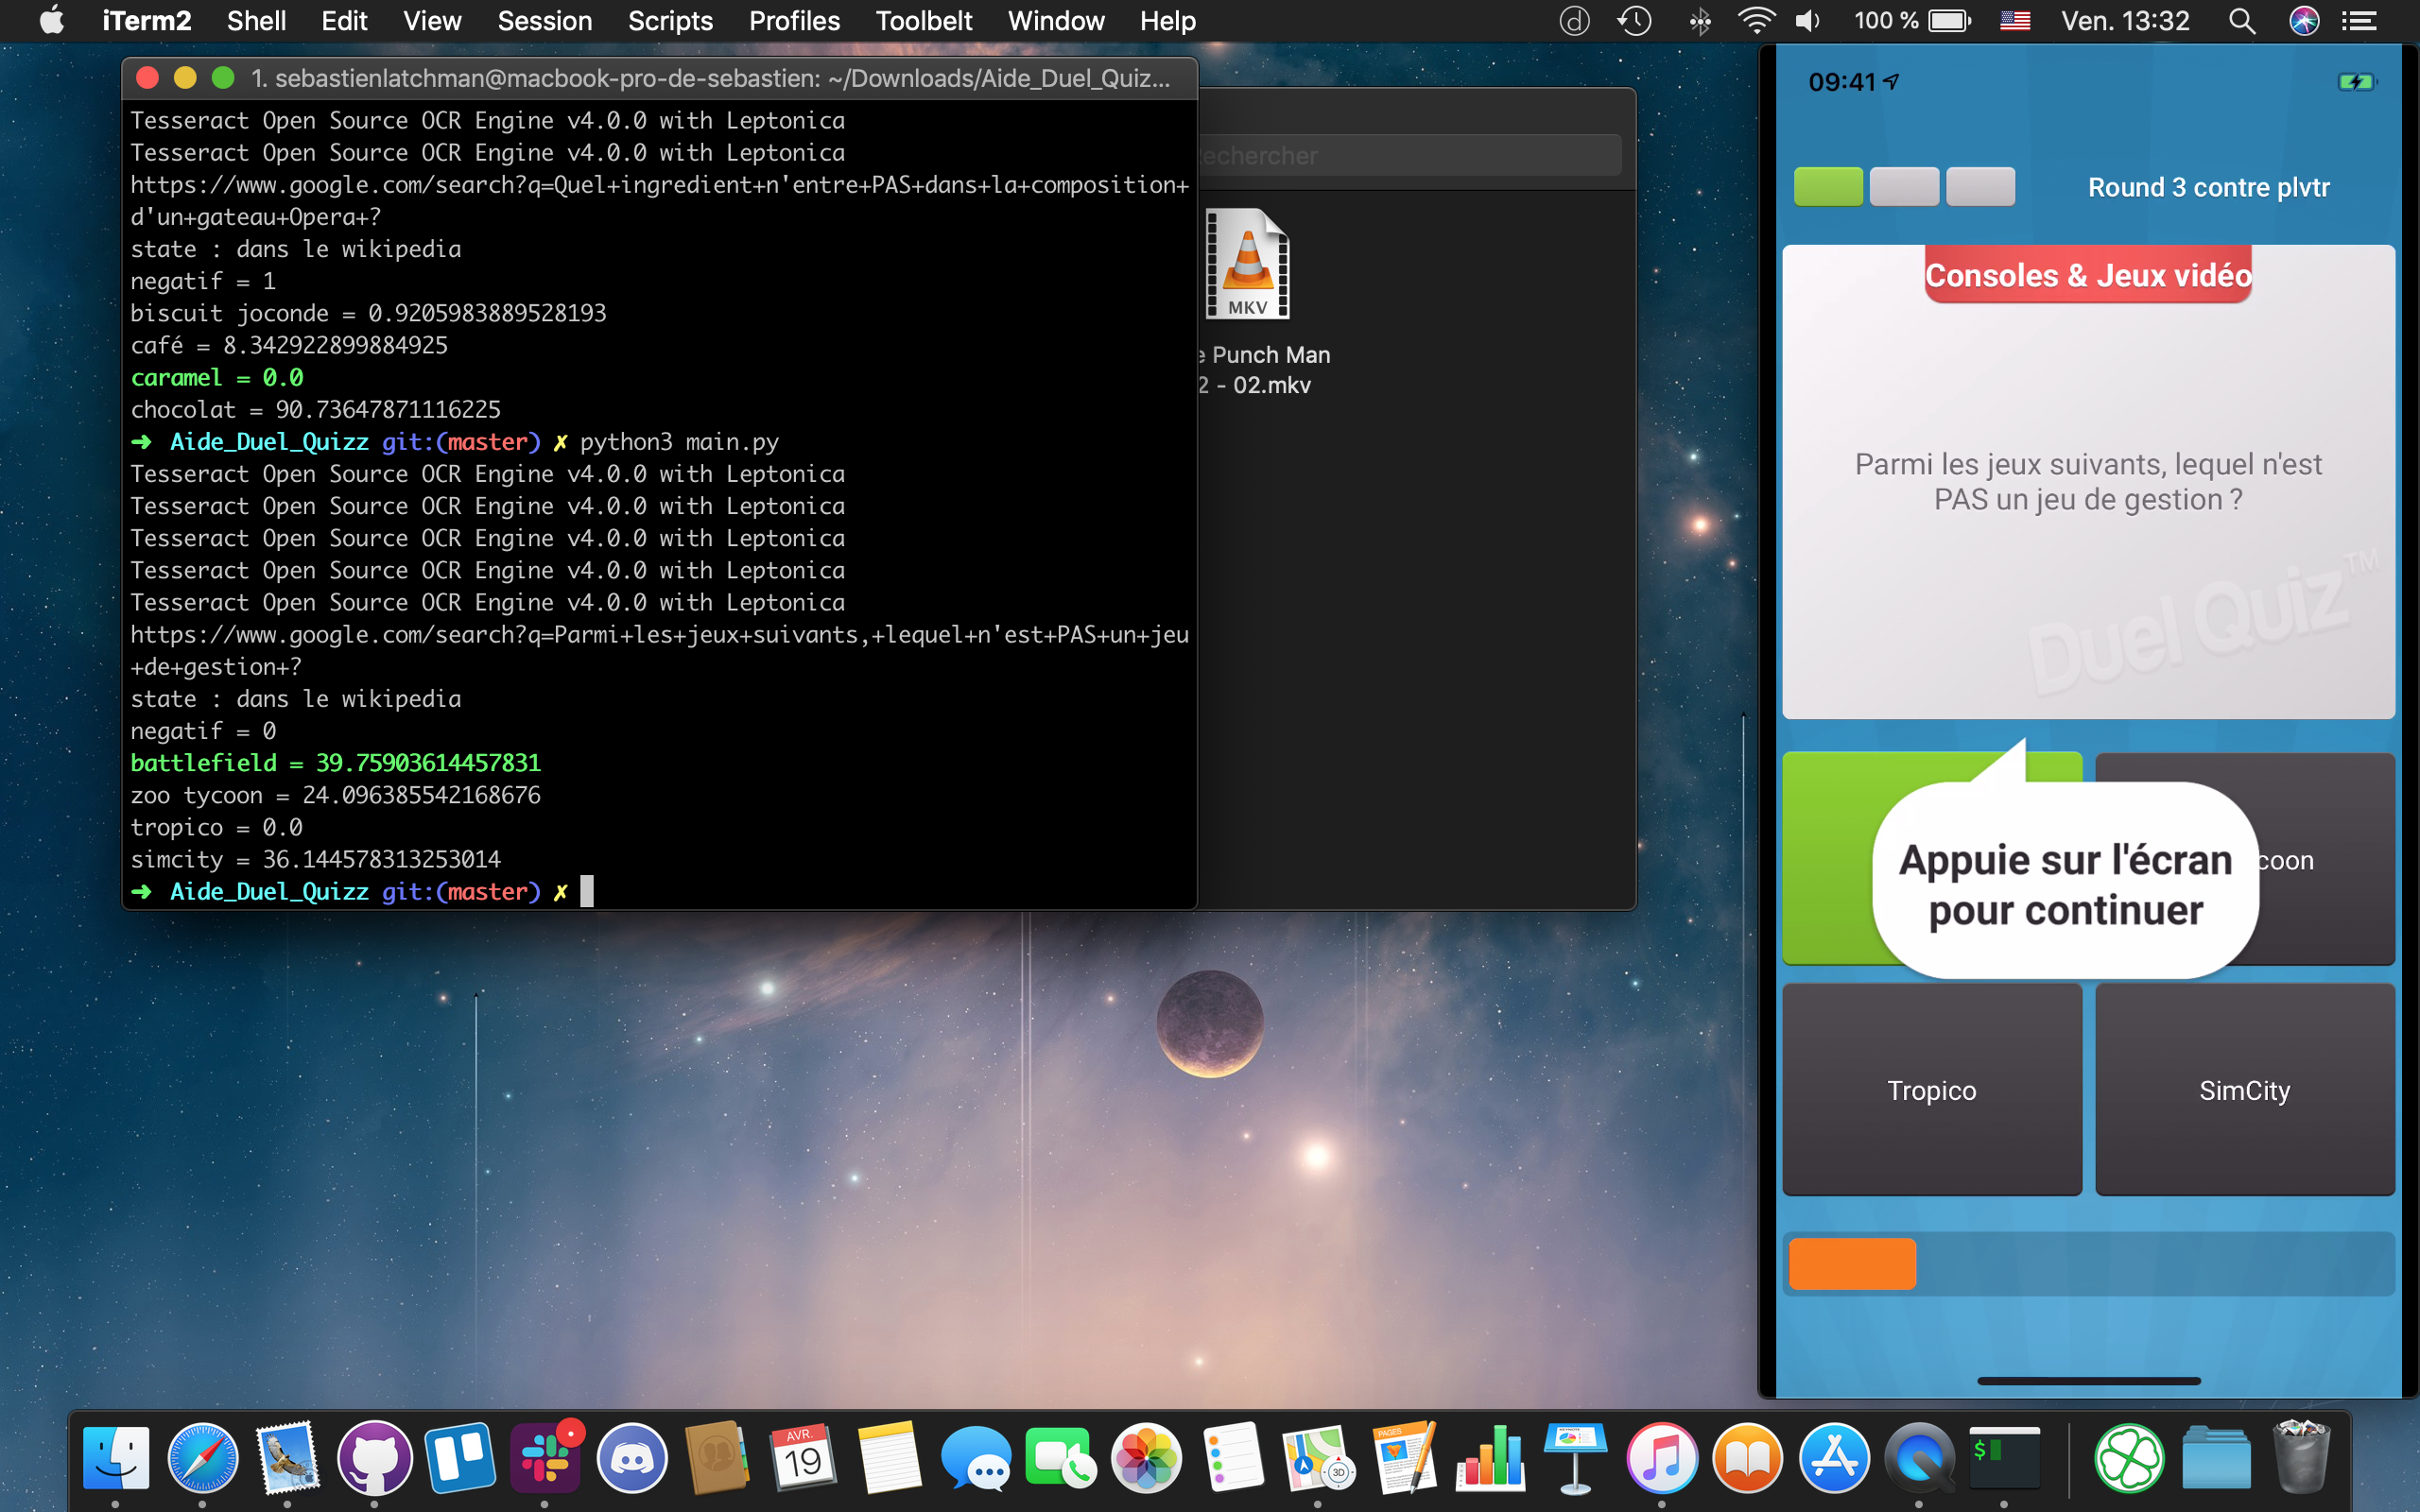 iTerm2 Shell Edit View Session Scripts Profiles Toolbelt Window Help
100 % Ven. 13:32
1. sebastienlatchman@macbook-pro-de-sebastien: ~/Downloads/Aide_Duel_Quiz...
Tesseract Open Source OCR Engine v4.0.0 with Leptonica
Tesseract Open Source OCR Engine v4.0.0 with Leptonica
https://www.google.com/search?q=Quel+ingredient+n'entre+PAS+dans+la+composition+
d'un+gateau+Opera+?
state : dans le wikipedia
negatif = 1
biscuit joconde = 0.9205983889528193
café = 8.342922899884925
caramel = 0.0
chocolat = 90.73647871116225
➜ Aide_Duel_Quizz git:(master) ✗ python3 main.py
Tesseract Open Source OCR Engine v4.0.0 with Leptonica
Tesseract Open Source OCR Engine v4.0.0 with Leptonica
Tesseract Open Source OCR Engine v4.0.0 with Leptonica
Tesseract Open Source OCR Engine v4.0.0 with Leptonica
Tesseract Open Source OCR Engine v4.0.0 with Leptonica
https://www.google.com/search?q=Parmi+les+jeux+suivants,+lequel+n'est+PAS+un+jeu
+de+gestion+?
state : dans le wikipedia
negatif = 0
battlefield = 39.75903614457831
zoo tycoon = 24.096385542168676
tropico = 0.0
simcity = 36.144578313253014
➜ Aide_Duel_Quizz git:(master) ✗
echercher
MKV
e Punch Man
2 - 02.mkv
09:41
Round 3 contre plvtr
Consoles & Jeux vidéo
Parmi les jeux suivants, lequel n'est
PAS un jeu de gestion ?
Duel Quiz™
coon
Appuie sur l'écran
pour continuer
Tropico
SimCity
AVR.
19
3D
PAGES
$